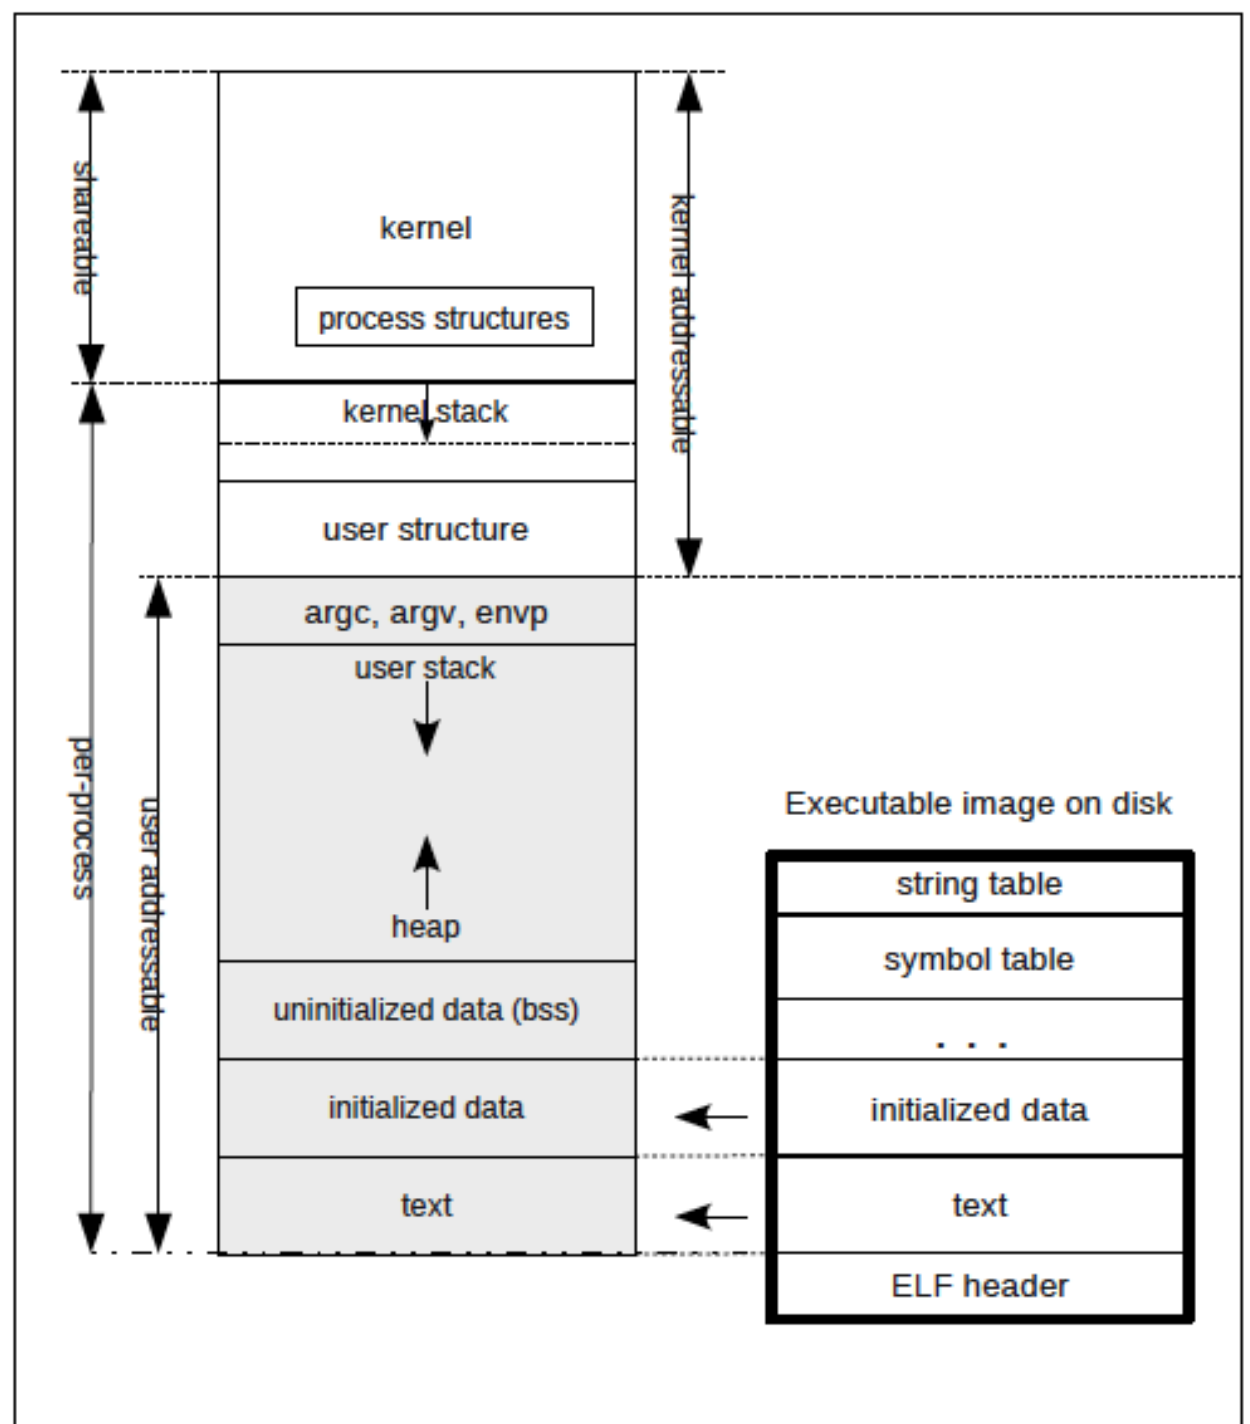 shareable
kernel
process structures
kernel addressable
kernel stack
user structure
argc, argv, envp
user stack
per-process
user addressable
heap
uninitialized data (bss)
initialized data
text
Executable image on disk
string table
symbol table
. . .
initialized data
text
ELF header